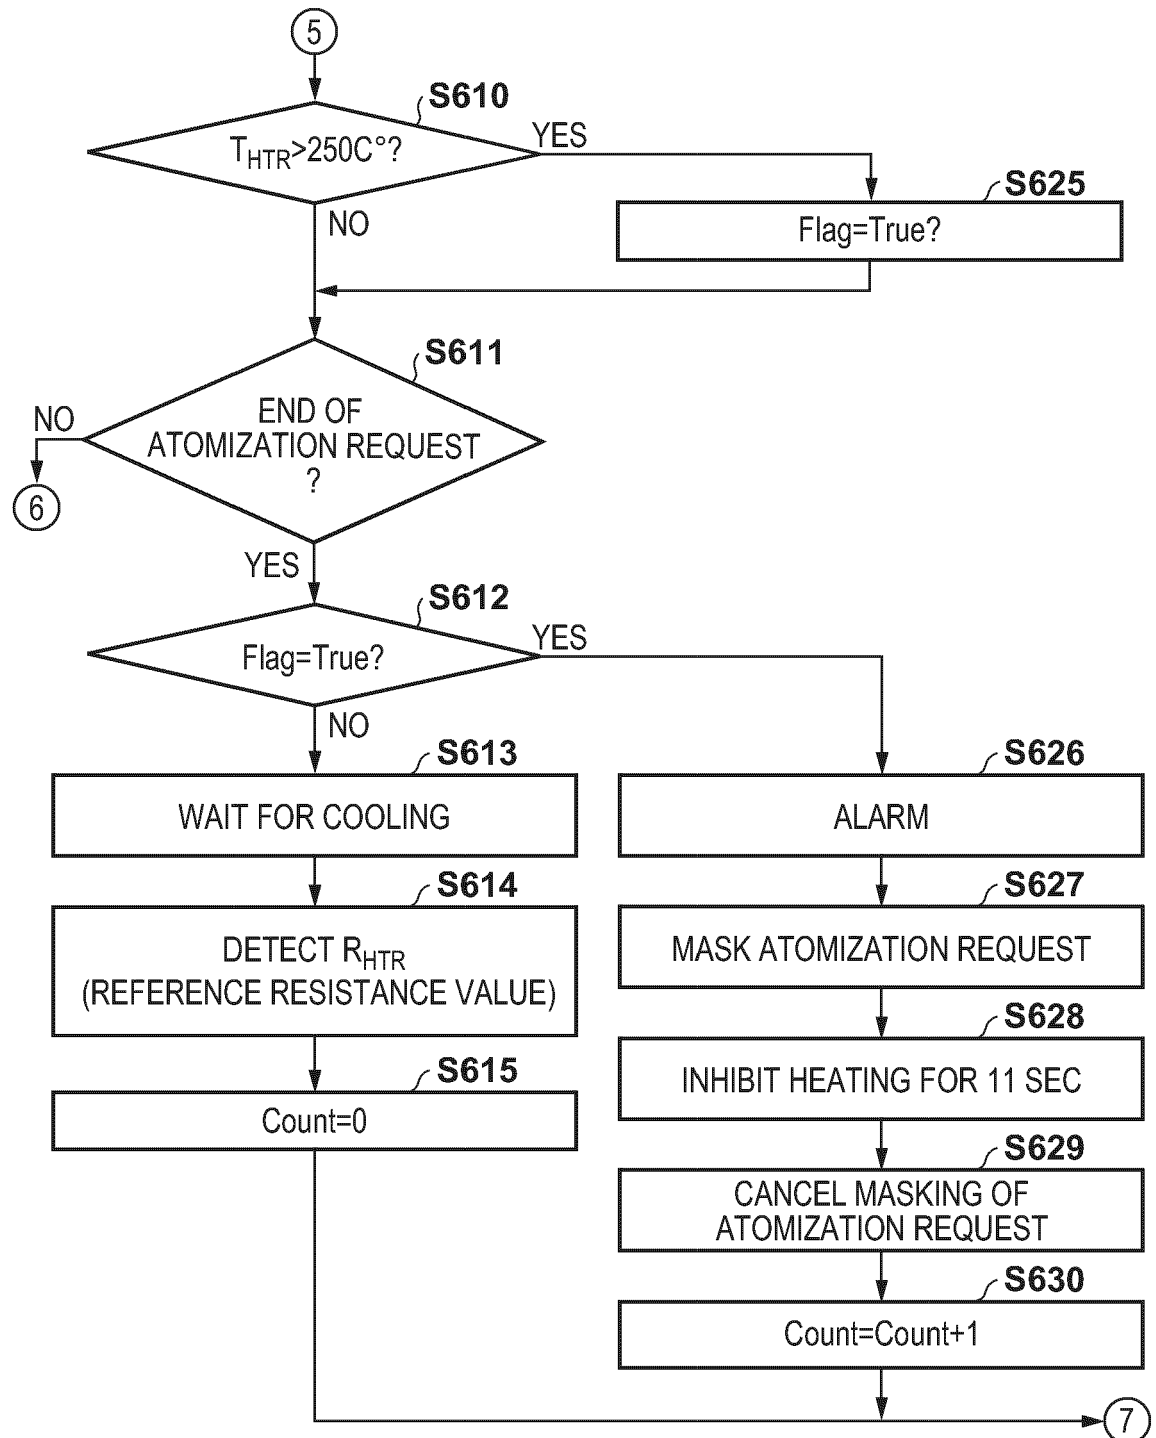 5
S610
T_HTR>250C°?
YES
NO
S625
Flag=True?
S611
END OF
ATOMIZATION REQUEST
?
NO
6
YES
S612
Flag=True?
YES
NO
S613
WAIT FOR COOLING
S614
DETECT R_HTR
(REFERENCE RESISTANCE VALUE)
S615
Count=0
S626
ALARM
S627
MASK ATOMIZATION REQUEST
S628
INHIBIT HEATING FOR 11 SEC
S629
CANCEL MASKING OF
ATOMIZATION REQUEST
S630
Count=Count+1
7